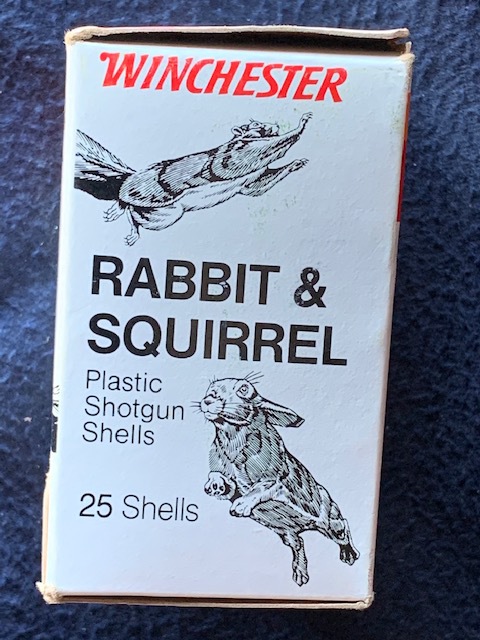 WINCHESTER
RABBIT &
SQUIRREL
Plastic
Shotgun
Shells
25 Shells